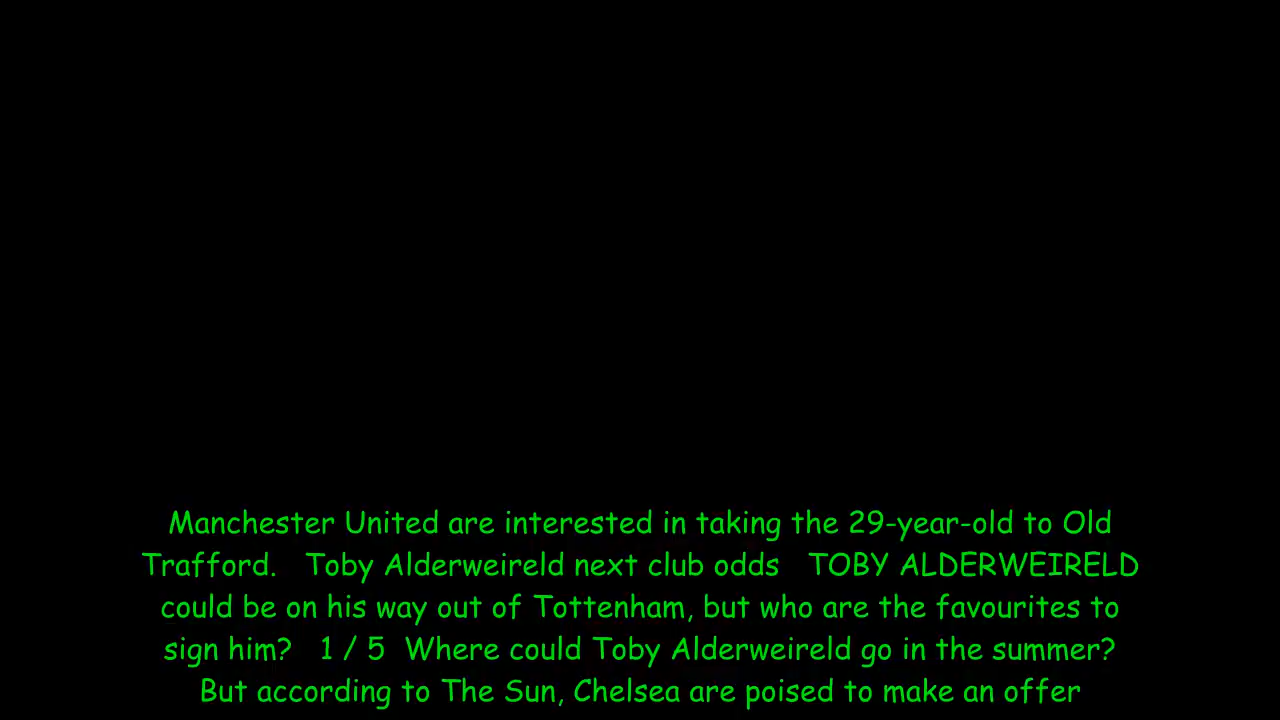 Manchester United are interested in taking the 29-year-old to Old
Trafford.   Toby Alderweireld next club odds   TOBY ALDERWEIRELD
could be on his way out of Tottenham, but who are the favourites to
sign him?   1 / 5  Where could Toby Alderweireld go in the summer?
But according to The Sun, Chelsea are poised to make an offer